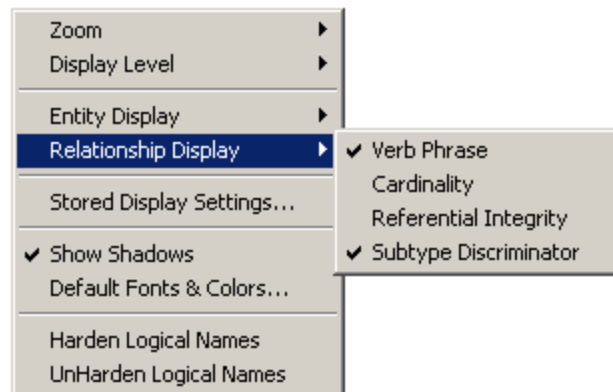 Zoom
Display Level
Entity Display
Relationship Display
Stored Display Settings...
Show Shadows
Default Fonts & Colors...
Harden Logical Names
UnHarden Logical Names
Verb Phrase
Cardinality
Referential Integrity
Subtype Discriminator